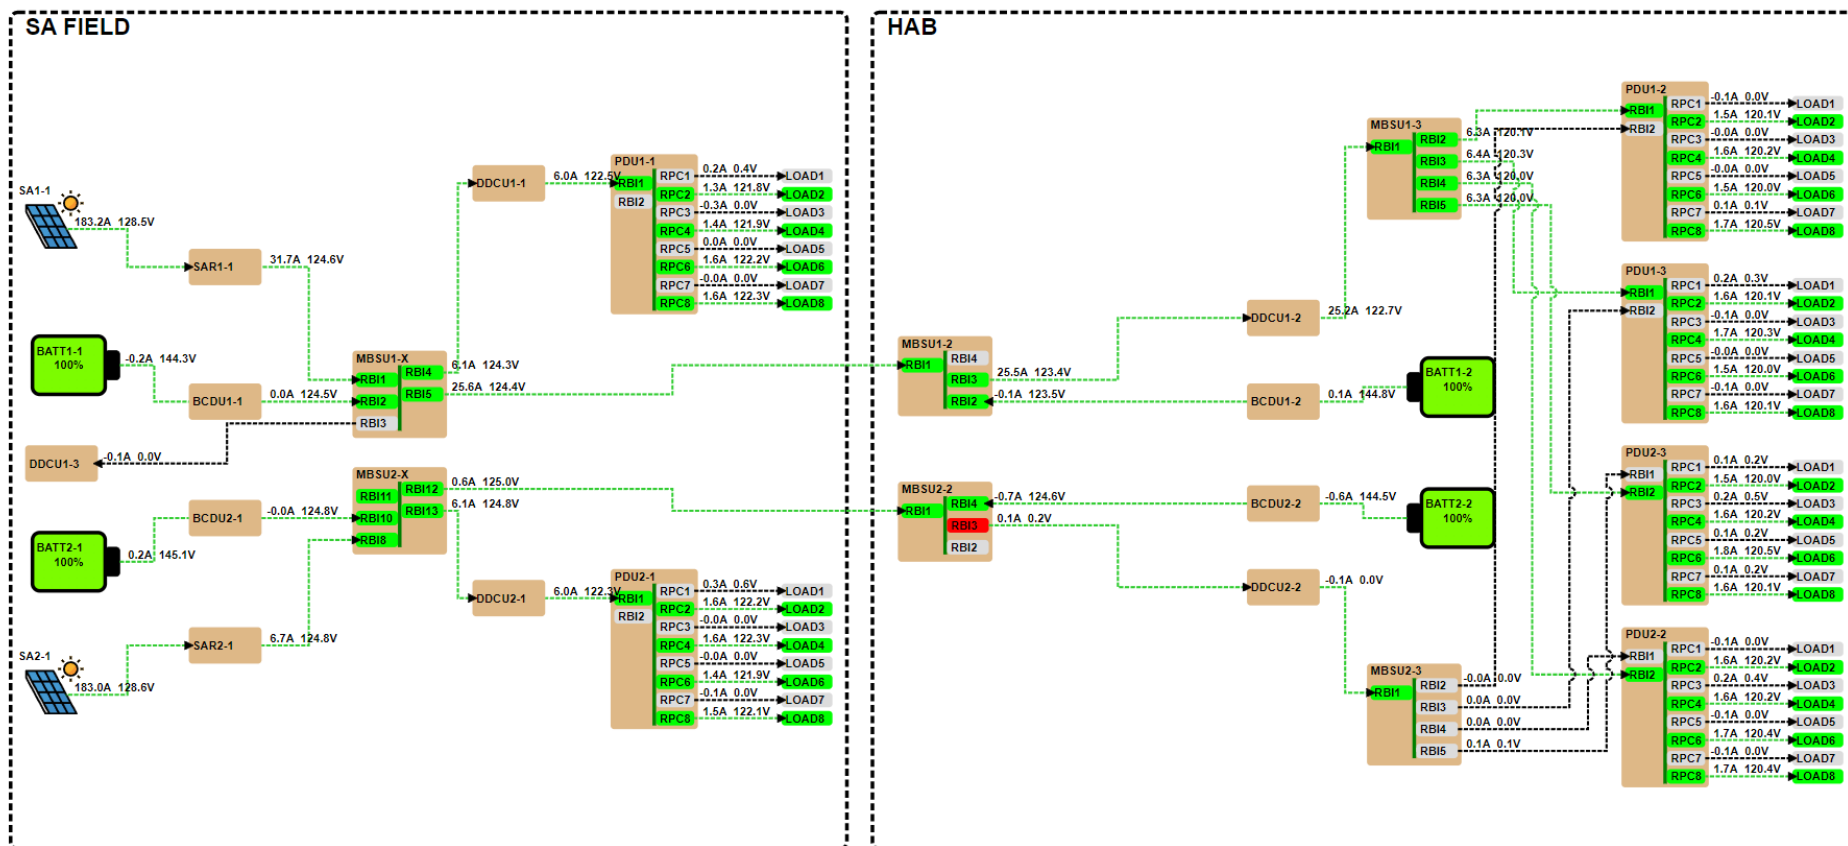 SA FIELD
SA1-1
183.2A 128.5V
SAR1-1
31.7A 124.6V
BATT1-1
100%
-0.2A 144.3V
BCDU1-1
0.0A 124.5V
DDCU1-3
-0.1A 0.0V
MBSU1-X
RBI1
RBI2
RBI3
RBI4
RBI5
6.1A 124.3V
25.6A 124.4V
DDCU1-1
6.0A 122.5V
PDU1-1
RBI1
RBI2
RPC1 0.2A 0.4V LOAD1
RPC2 1.3A 121.8V LOAD2
RPC3 -0.3A 0.0V LOAD3
RPC4 1.4A 121.9V LOAD4
RPC5 0.0A 0.0V LOAD5
RPC6 1.6A 122.2V LOAD6
RPC7 -0.0A 0.0V LOAD7
RPC8 1.6A 122.3V LOAD8
BATT2-1
100%
0.2A 145.1V
BCDU2-1
-0.0A 124.8V
SA2-1
183.0A 128.6V
SAR2-1
6.7A 124.8V
MBSU2-X
RBI11
RBI10
RBI8
RBI12
RBI13
0.6A 125.0V
6.1A 124.8V
DDCU2-1
6.0A 122.3V
PDU2-1
RBI1
RBI2
RPC1 0.3A 0.6V LOAD1
RPC2 1.6A 122.2V LOAD2
RPC3 -0.0A 0.0V LOAD3
RPC4 1.6A 122.3V LOAD4
RPC5 -0.0A 0.0V LOAD5
RPC6 1.4A 121.9V LOAD6
RPC7 -0.1A 0.0V LOAD7
RPC8 1.5A 122.1V LOAD8
HAB
MBSU1-2
RBI1
RBI4
RBI3
RBI2
25.5A 123.4V
-0.1A 123.5V
DDCU1-2
25.2A 122.7V
BCDU1-2
0.1A 144.8V
BATT1-2
100%
MBSU2-2
RBI1
RBI4
RBI3
RBI2
-0.7A 124.6V
0.1A 0.2V
BCDU2-2
-0.6A 144.5V
BATT2-2
100%
DDCU2-2
-0.1A 0.0V
MBSU1-3
RBI1
RBI2 6.3A 120.1V
RBI3 6.4A 120.3V
RBI4 6.3A 120.0V
RBI5 6.3A 120.0V
MBSU2-3
RBI1
RBI2 -0.0A 0.0V
RBI3 0.0A 0.0V
RBI4 0.0A 0.0V
RBI5 0.1A 0.1V
PDU1-2
RBI1
RBI2
RPC1 -0.1A 0.0V LOAD1
RPC2 1.5A 120.1V LOAD2
RPC3 -0.0A 0.0V LOAD3
RPC4 1.6A 120.2V LOAD4
RPC5 -0.0A 0.0V LOAD5
RPC6 1.5A 120.0V LOAD6
RPC7 0.1A 0.1V LOAD7
RPC8 1.7A 120.5V LOAD8
PDU1-3
RBI1
RBI2
RPC1 0.2A 0.3V LOAD1
RPC2 1.6A 120.1V LOAD2
RPC3 -0.1A 0.0V LOAD3
RPC4 1.7A 120.3V LOAD4
RPC5 -0.0A 0.0V LOAD5
RPC6 1.5A 120.0V LOAD6
RPC7 -0.1A 0.0V LOAD7
RPC8 1.6A 120.1V LOAD8
PDU2-3
RBI1
RBI2
RPC1 0.1A 0.2V LOAD1
RPC2 1.5A 120.0V LOAD2
RPC3 0.2A 0.5V LOAD3
RPC4 1.6A 120.2V LOAD4
RPC5 0.1A 0.2V LOAD5
RPC6 1.8A 120.5V LOAD6
RPC7 0.1A 0.2V LOAD7
RPC8 1.6A 120.1V LOAD8
PDU2-2
RBI1
RBI2
RPC1 -0.1A 0.0V LOAD1
RPC2 1.6A 120.2V LOAD2
RPC3 0.2A 0.4V LOAD3
RPC4 1.6A 120.2V LOAD4
RPC5 -0.1A 0.0V LOAD5
RPC6 1.7A 120.4V LOAD6
RPC7 -0.1A 0.0V LOAD7
RPC8 1.7A 120.4V LOAD8